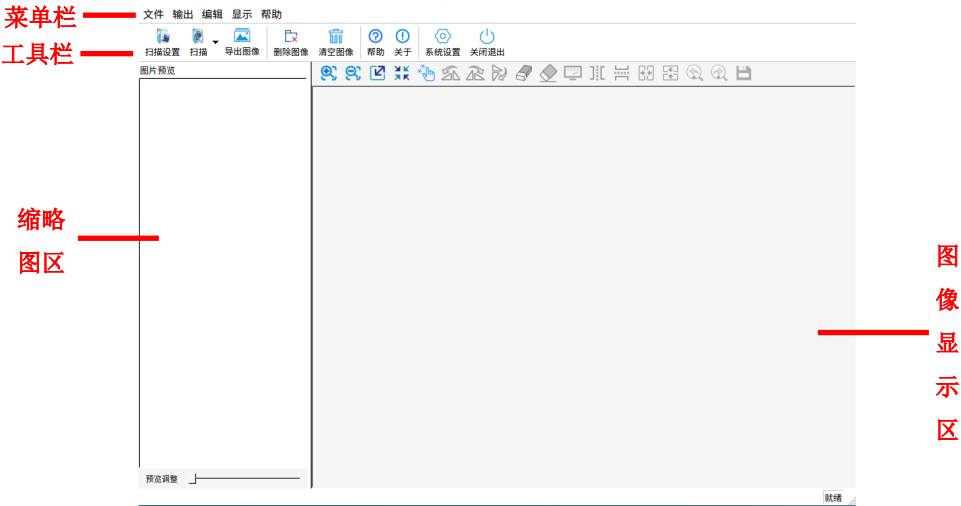 菜单栏
文件 输出 编辑 显示 帮助
工具栏
扫描设置 扫描 导出图像 删除图像 清空图像 帮助 关于 系统设置 关闭退出
图片预览
缩略
图区
图
像
显
示
区
预览调整
就绪